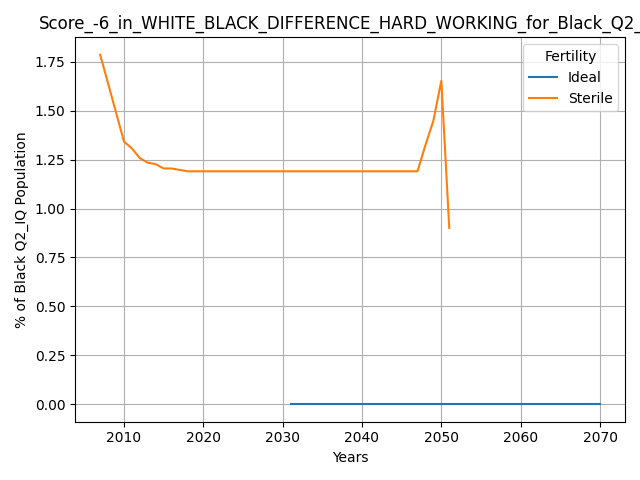 Score_-6_in_WHITE_BLACK_DIFFERENCE_HARD_WORKING_for_Black_Q2_
Fertility
Ideal
Sterile
% of Black Q2_IQ Population
1.75
1.50
1.25
1.00
0.75
0.50
0.25
0.00
2010 2020 2030 2040 2050 2060 2070
Years